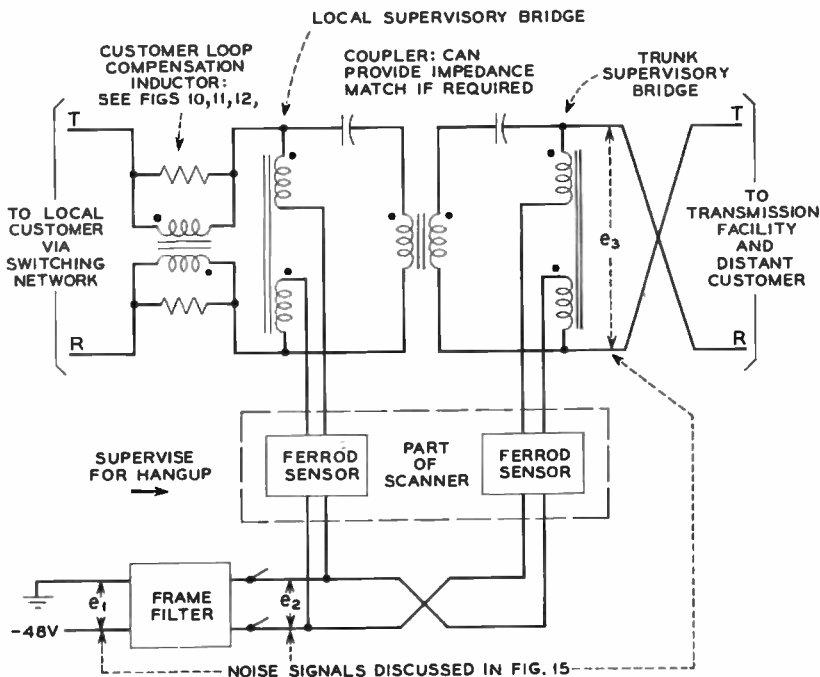 LOCAL SUPERVISORY BRIDGE
CUSTOMER LOOP
COMPENSATION
INDUCTOR:
SEE FIGS 10,11,12,
COUPLER: CAN
PROVIDE IMPEDANCE
MATCH IF REQUIRED
TRUNK
SUPERVISORY
BRIDGE
T
T
TO LOCAL
CUSTOMER
VIA
SWITCHING
NETWORK
e3
TO
TRANSMISSION
FACILITY
AND
DISTANT
CUSTOMER
R
R
SUPERVISE
FOR HANGUP
FERROD
SENSOR
PART
OF
SCANNER
FERROD
SENSOR
e1
FRAME
FILTER
e2
-48V
NOISE SIGNALS DISCUSSED IN FIG. 15